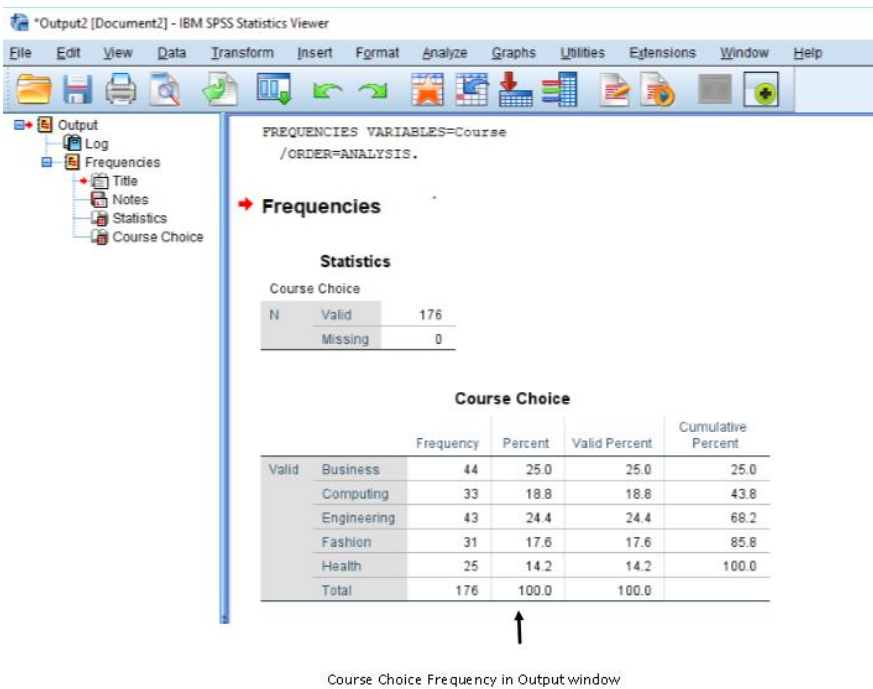 *Output2 [Document2] - IBM SPSS Statistics Viewer
File Edit View Data Transform Insert Format Analyze Graphs Utilities Extensions Window Help
Output
Log
Frequencies
Title
Notes
Statistics
Course Choice
FREQUENCIES VARIABLES=Course
/ORDER=ANALYSIS.
Frequencies
Statistics
Course Choice
N Valid 176
Missing 0
Course Choice
Frequency Percent Valid Percent Cumulative Percent
Valid Business 44 25.0 25.0 25.0
Computing 33 18.8 18.8 43.8
Engineering 43 24.4 24.4 68.2
Fashion 31 17.6 17.6 85.8
Health 25 14.2 14.2 100.0
Total 176 100.0 100.0
Course Choice Frequency in Output window